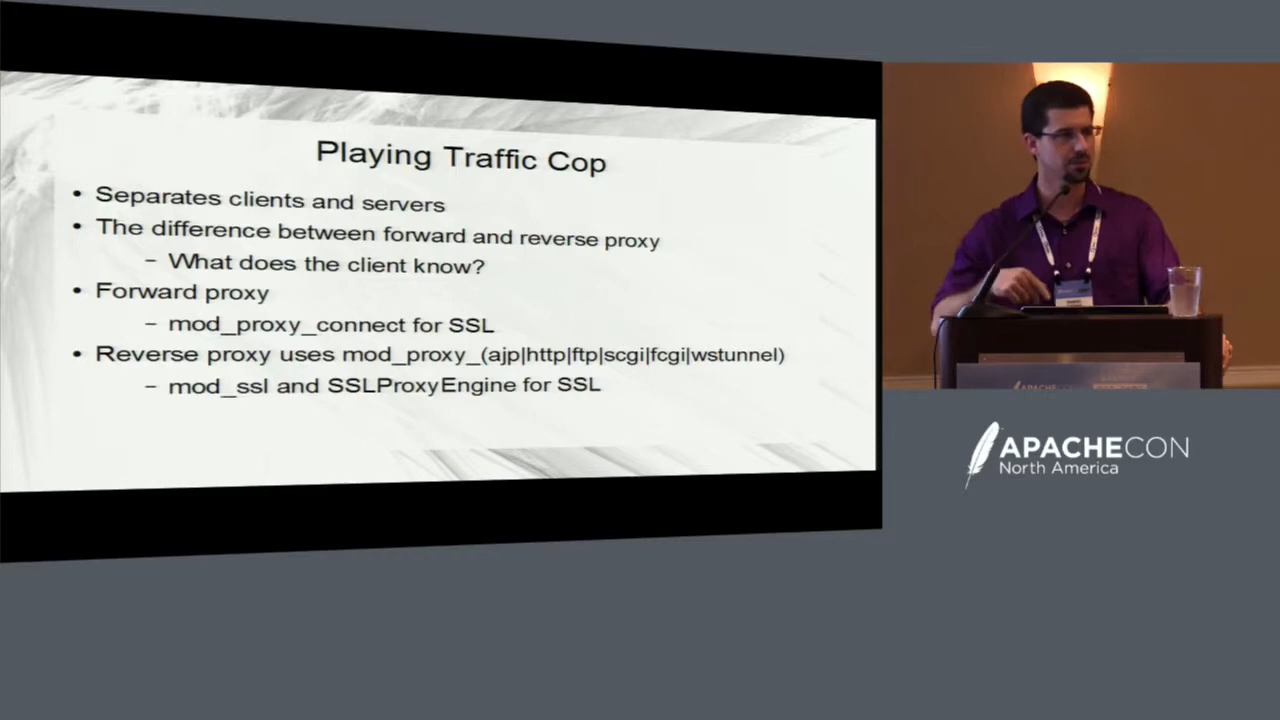 Playing Traffic Cop
• Separates clients and servers
• The difference between forward and reverse proxy
– What does the client know?
• Forward proxy
– mod_proxy_connect for SSL
• Reverse proxy uses mod_proxy_(ajp|http|ftp|scgi|fcgi|wstunnel)
– mod_ssl and SSLProxyEngine for SSL
APACHECON
North America